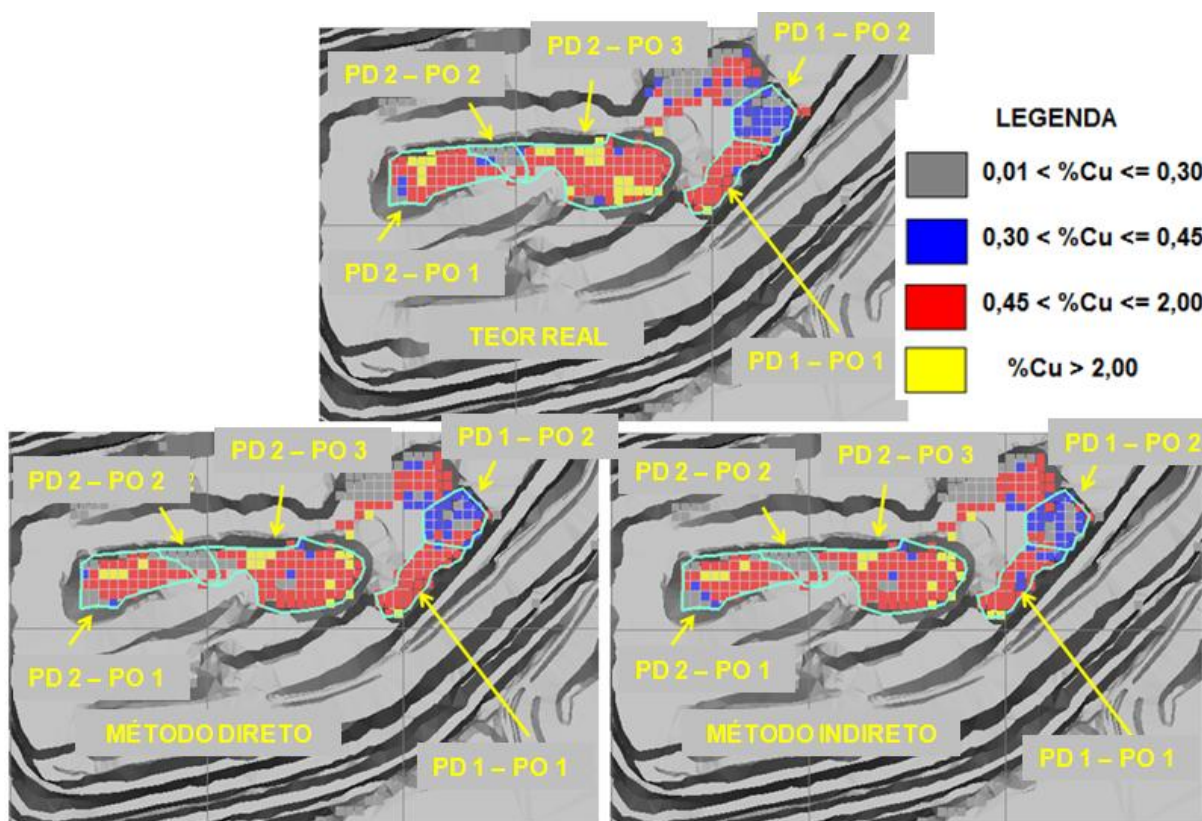 PD 2 – PO 3
PD 1 – PO 2
PD 2 – PO 2
PD 2 – PO 1
TEOR REAL
PD 1 – PO 1
LEGENDA
0,01 < %Cu <= 0,30
0,30 < %Cu <= 0,45
0,45 < %Cu <= 2,00
%Cu > 2,00
PD 2 – PO 3
PD 1 – PO 2
PD 2 – PO 2
PD 2 – PO 1
MÉTODO DIRETO
PD 1 – PO 1
PD 2 – PO 3
PD 1 – PO 2
PD 2 – PO 2
PD 2 – PO 1
MÉTODO INDIRETO
PD 1 – PO 1